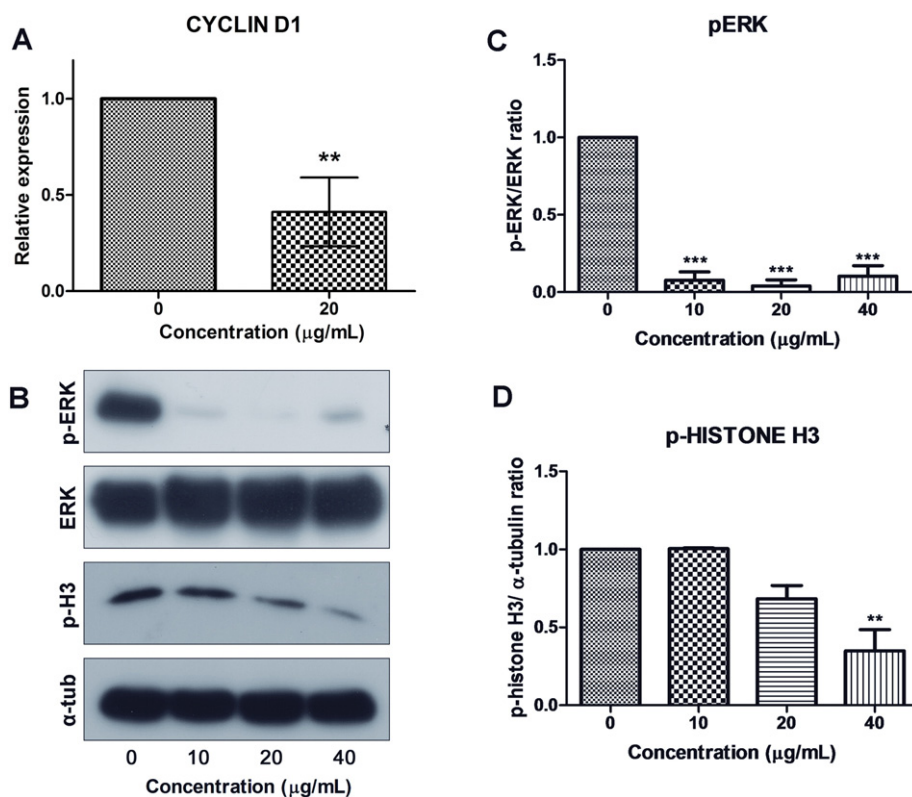 A
CYCLIN D1
Relative expression
1.0
0.5
0.0
**
0
20
Concentration (μg/mL)
B
p-ERK
ERK
p-H3
α-tub
0 10 20 40
Concentration (μg/mL)
C
pERK
p-ERK/ERK ratio
1.5
1.0
0.5
0.0
*** *** ***
0 10 20 40
Concentration (μg/mL)
D
p-HISTONE H3
p-histone H3/ α-tubulin ratio
1.5
1.0
0.5
0.0
**
0 10 20 40
Concentration (μg/mL)